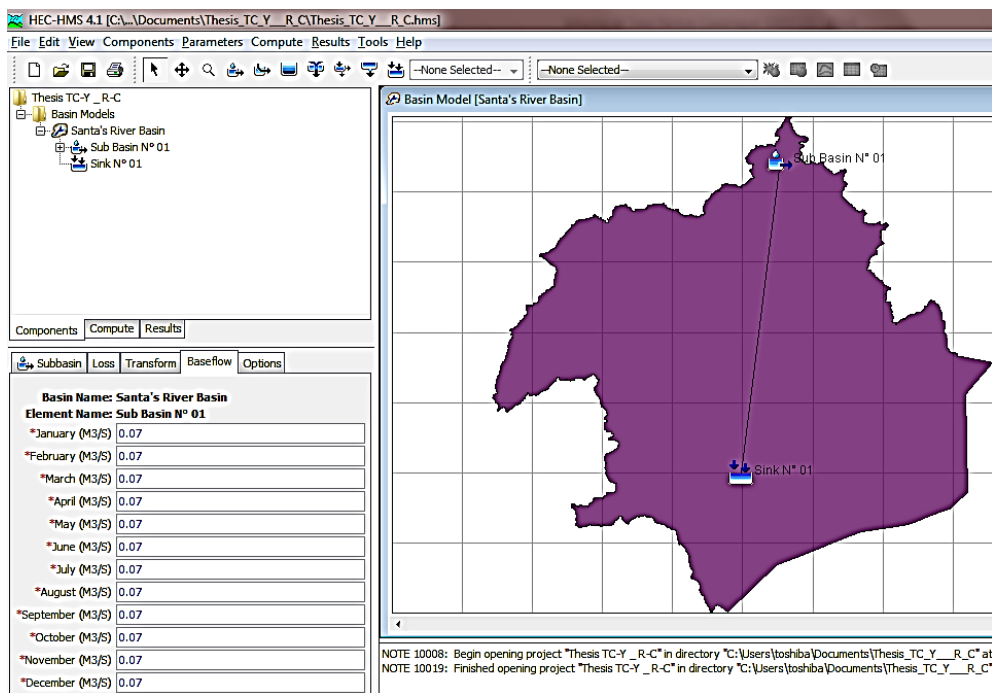 HEC-HMS 4.1 [C:\...\Documents\Thesis_TC_Y__R_C\Thesis_TC_Y__R_C.hms]
File Edit View Components Parameters Compute Results Tools Help
--None Selected-- --None Selected--
Thesis TC-Y _ R-C
Basin Models
Santa's River Basin
Sub Basin N° 01
Sink N° 01
Components Compute Results
Subbasin Loss Transform Baseflow Options
Basin Name: Santa's River Basin
Element Name: Sub Basin N° 01
*January (M3/S) 0.07
*February (M3/S) 0.07
*March (M3/S) 0.07
*April (M3/S) 0.07
*May (M3/S) 0.07
*June (M3/S) 0.07
*July (M3/S) 0.07
*August (M3/S) 0.07
*September (M3/S) 0.07
*October (M3/S) 0.07
*November (M3/S) 0.07
*December (M3/S) 0.07
Basin Model [Santa's River Basin]
Sub Basin N° 01
Sink N° 01
NOTE 10008: Begin opening project "Thesis TC-Y _ R-C" in directory "C:\Users\toshiba\Documents\Thesis_TC_Y___R_C" at
NOTE 10019: Finished opening project "Thesis TC-Y _ R-C" in directory "C:\Users\toshiba\Documents\Thesis_TC_Y___R_C"